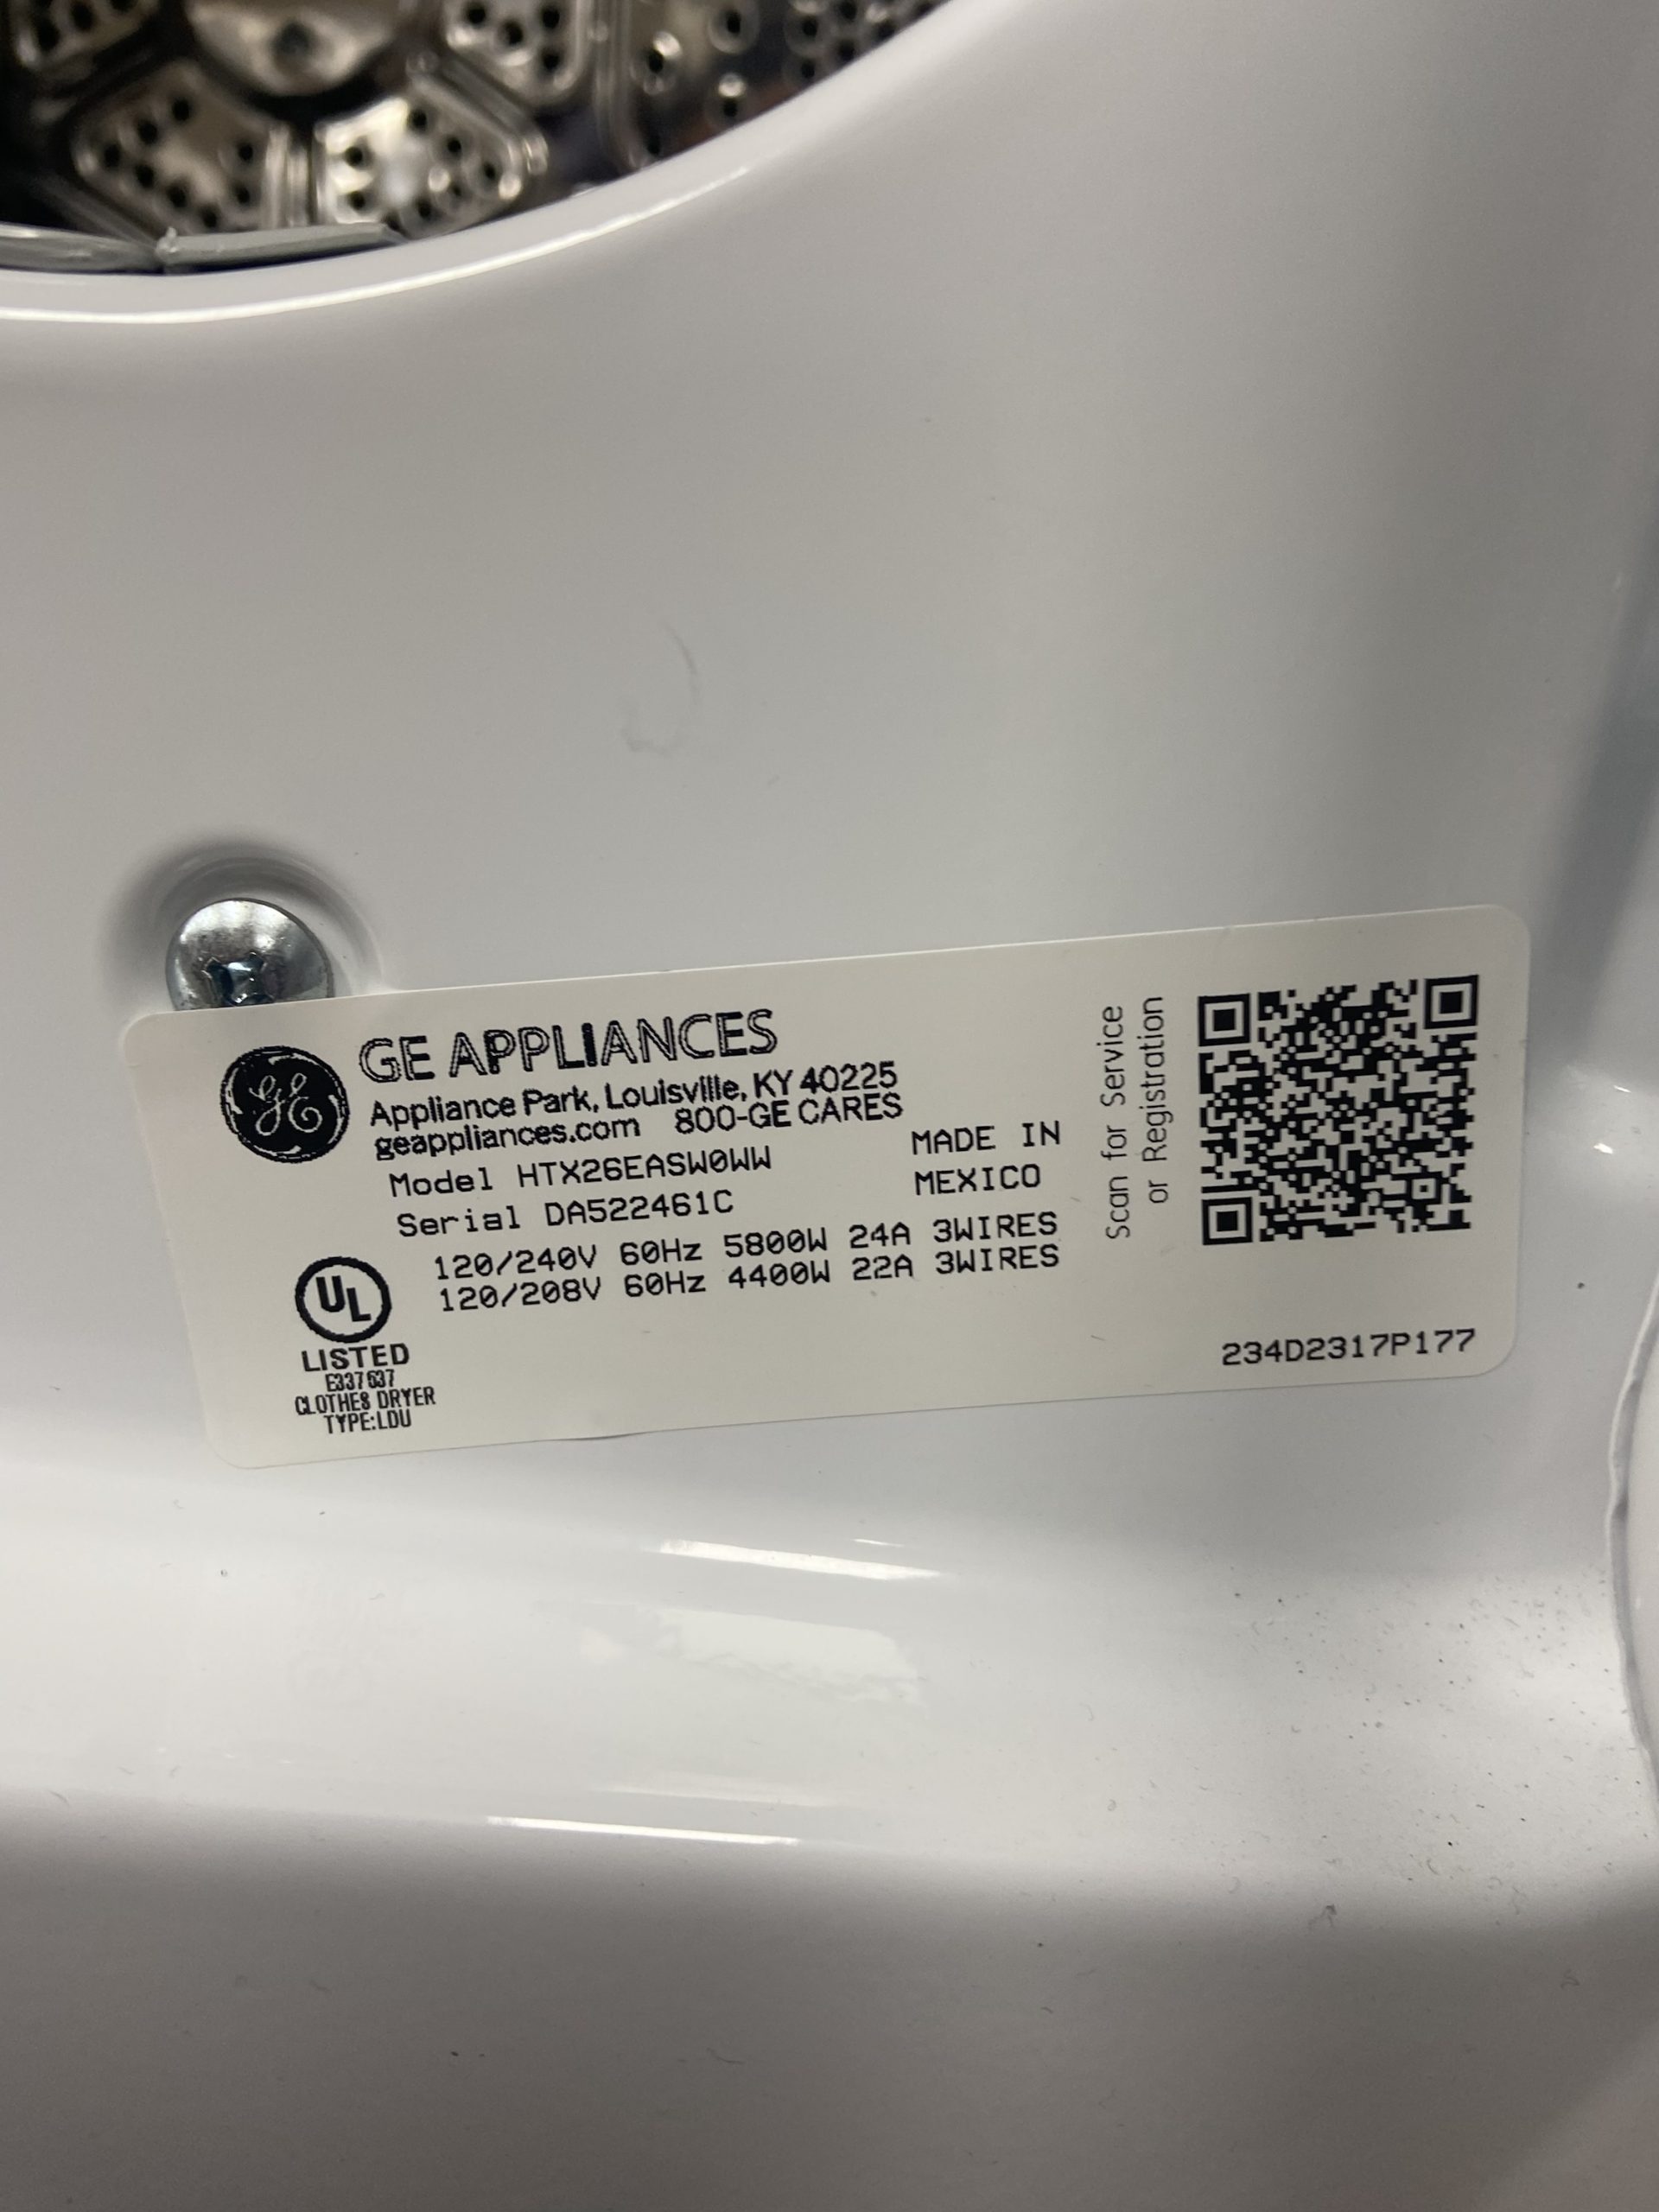 GE
GE APPLIANCES
Appliance Park, Louisville, KY 40225
geappliances.com 800-GE CARES
Model HTX26EASW0WW
Serial DA522461C
MADE IN
MEXICO
120/240V 60Hz 5800W 24A 3WIRES
120/208V 60Hz 4400W 22A 3WIRES
UL
LISTED
E337637
CLOTHES DRYER
TYPE:LDU
Scan for Service
or Registration
234D2317P177